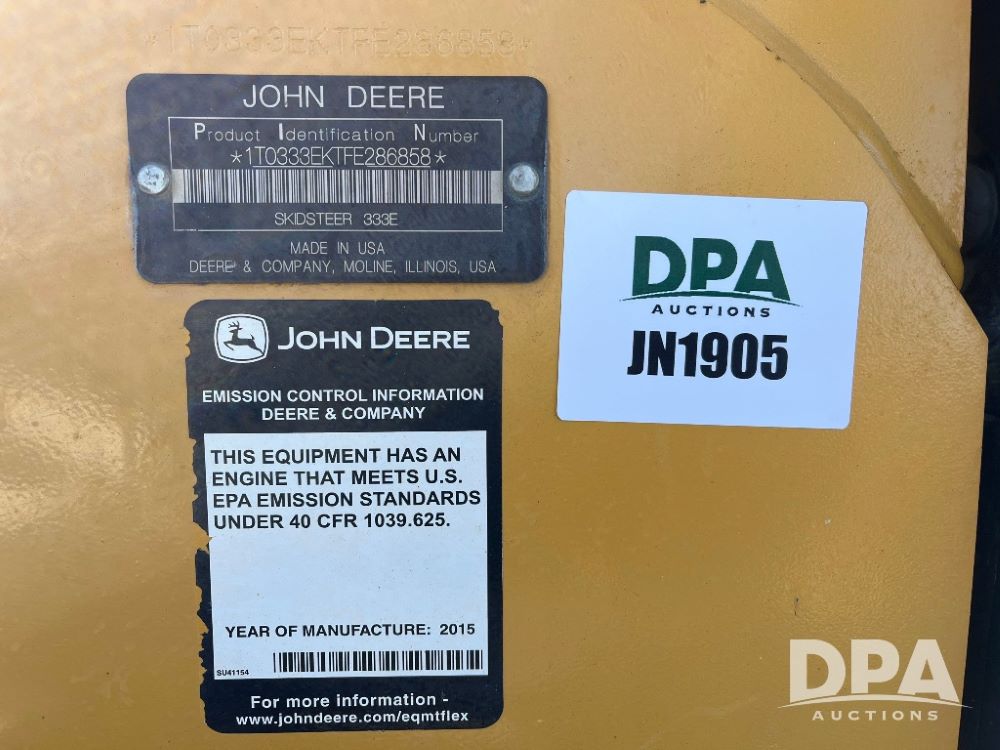 *1T0333EKTFE286858*
JOHN DEERE
Product Identification Number
*1T0333EKTFE286858*
SKIDSTEER 333E
MADE IN USA
DEERE & COMPANY, MOLINE, ILLINOIS, USA
DPA
AUCTIONS
JN1905
JOHN DEERE
EMISSION CONTROL INFORMATION
DEERE & COMPANY
THIS EQUIPMENT HAS AN
ENGINE THAT MEETS U.S.
EPA EMISSION STANDARDS
UNDER 40 CFR 1039.625.
YEAR OF MANUFACTURE: 2015
SU41154
For more information -
www.johndeere.com/eqmtflex
DPA
AUCTIONS